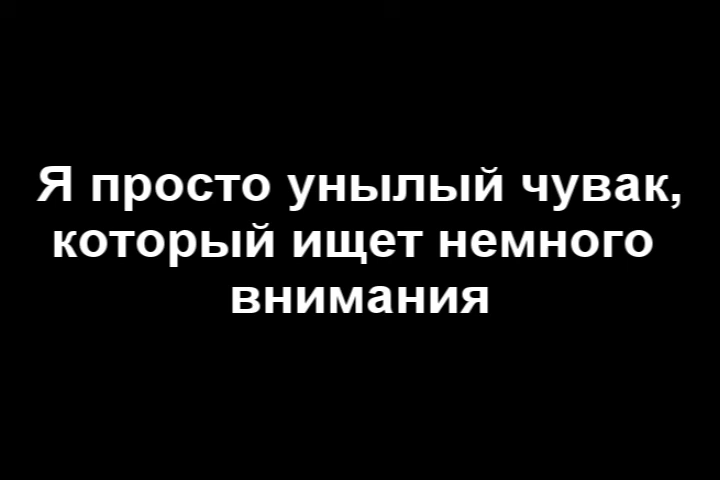 Я просто унылый чувак,
который ищет немного
внимания